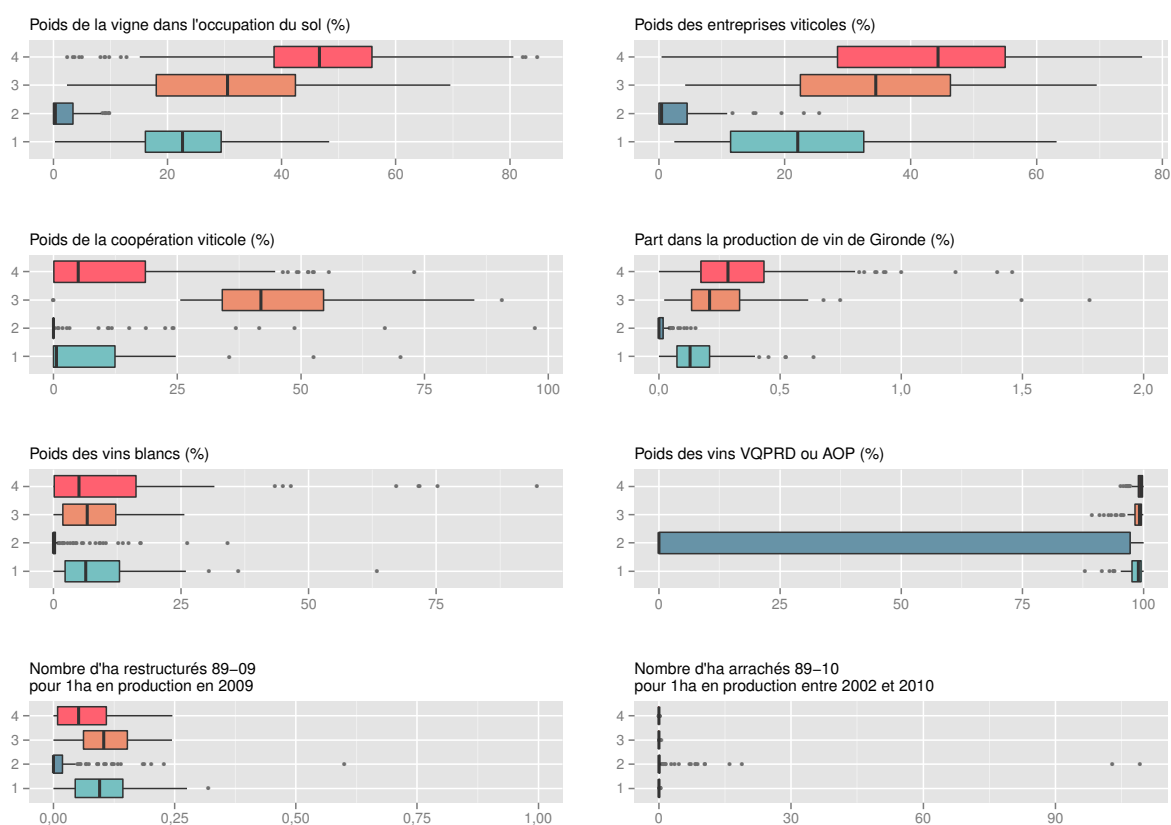 Poids de la vigne dans l'occupation du sol (%)
4
3
2
1
0 20 40 60 80
Poids des entreprises viticoles (%)
4
3
2
1
0 20 40 60 80
Poids de la coopération viticole (%)
4
3
2
1
0 25 50 75 100
Part dans la production de vin de Gironde (%)
4
3
2
1
0,0 0,5 1,0 1,5 2,0
Poids des vins blancs (%)
4
3
2
1
0 25 50 75
Poids des vins VQPRD ou AOP (%)
4
3
2
1
0 25 50 75 100
Nombre d'ha restructurés 89−09
pour 1ha en production en 2009
4
3
2
1
0,00 0,25 0,50 0,75 1,00
Nombre d'ha arrachés 89−10
pour 1ha en production entre 2002 et 2010
4
3
2
1
0 30 60 90